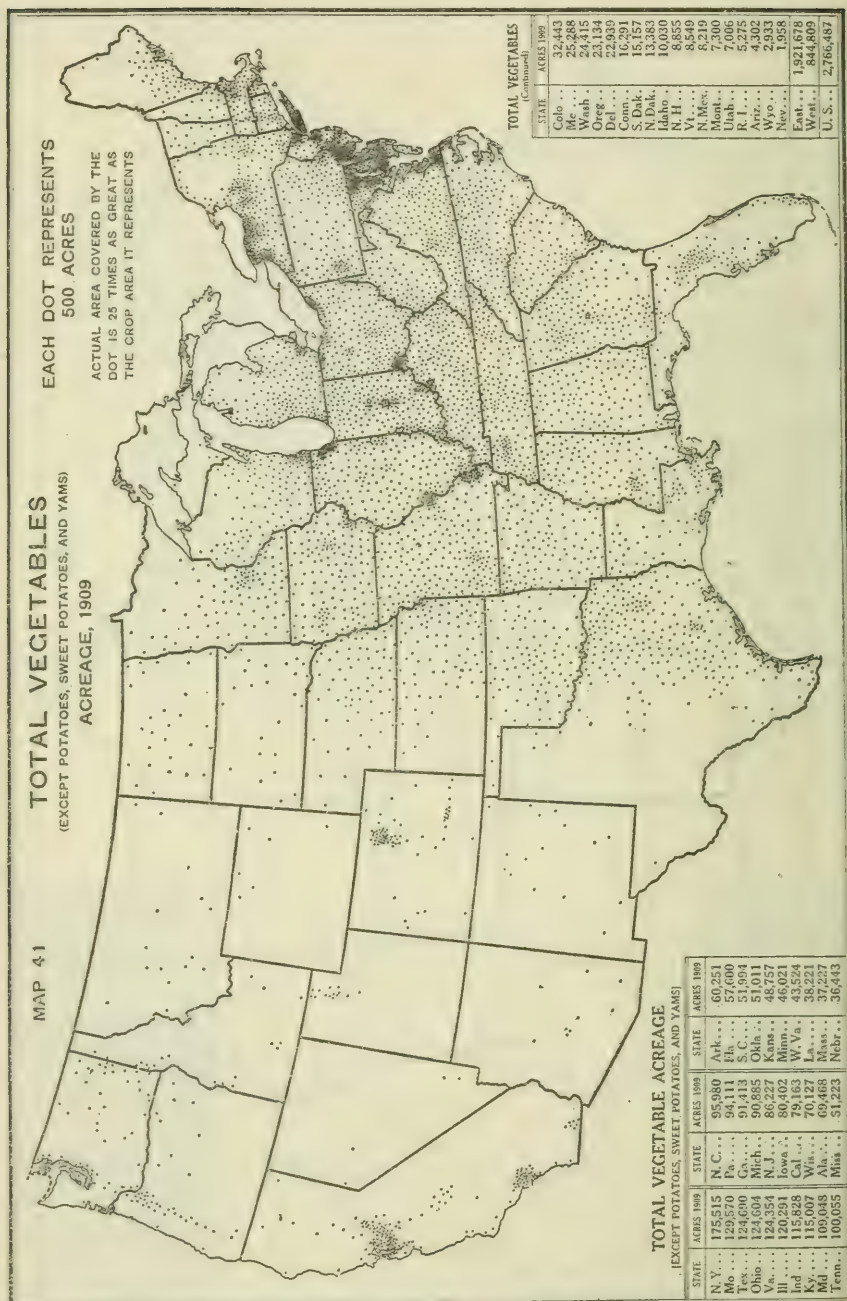 MAP 41
TOTAL VEGETABLES
(EXCEPT POTATOES, SWEET POTATOES, AND YAMS)
ACREAGE, 1909
EACH DOT REPRESENTS
500 ACRES
ACTUAL AREA COVERED BY THE
DOT IS 25 TIMES AS GREAT AS
THE CROP AREA IT REPRESENTS
TOTAL VEGETABLE ACREAGE
[EXCEPT POTATOES, SWEET POTATOES, AND YAMS]
STATE ACRES 1909 STATE ACRES 1909 STATE ACRES 1909
N. Y... 175,515 N. C... 95,980 Ark... 60,251
Mo .... 129,570 Pa.... 94,111 Fla .... 57,600
Tex.... 124,690 Ga.... 91,413 S. C... 51,994
Ohio... 124,604 Mich.. 90,885 Okla .. 51,011
Va..... 124,354 N. J... 86,227 Kans.. 48,757
Ill .... 120,291 Iowa .. 80,402 Minn.. 46,021
Ind .... 115,828 Cal ... 79,163 W. Va. 43,524
Ky.... 115,007 Wis... 70,127 La.... 38,221
Md .... 109,048 Ala... 69,468 Mass.. 37,227
Tenn.. 100,055 Miss .. Nebr .. 36,443
TOTAL VEGETABLES
(Continued)
STATE ACRES 1909
Colo ... 32,443
Me ... 25,288
Wash 24,415
Oreg... 23,134
Del ... 22,939
Conn.. 16,291
S. Dak. 15,157
N. Dak. 13,383
Idaho . 10,030
N. H... 8,855
Vt.... 8,549
N. Mex. 8,219
Mont.. 7,300
Utah.. 7,006
R. I... 5,275
Ariz... 4,302
Wyo .. 2,933
Nev... 1,958
East... 1,921,678
West.. 844,809
U. S... 2,766,487